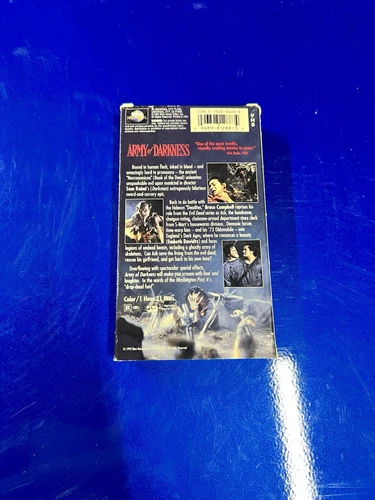 ARMY of DARKNESS
"One of the most terrific,
visually exciting movies in years."
Bound in human flesh, inked in blood – and
amazingly hard to pronounce – the ancient
"Necronomicon" (Book of the Dead) unleashes
unspeakable evil upon mankind in director
Sam Raimi's (Darkman) outrageously hilarious
sword-and-sorcery epic.
Back to do battle with
the hideous "Deadites," Bruce Campbell reprises his
role from the Evil Dead series as Ash, the handsome,
shotgun-toting, chainsaw-armed department store clerk
from S-Mart's housewares division. Demonic forces
time-warp him – and his '73 Oldsmobile – into
England's Dark Ages, where he romances a beauty
(Embeth Davidtz) and faces
legions of undead beasts, including a ghastly army of
skeletons. Can Ash save the living from the evil dead,
rescue his girlfriend, and get back to his own time?
Overflowing with spectacular special effects,
Army of Darkness will make you scream with fear and
laughter. In the words of the Washington Post, it's
"drop-dead fun!"
Color/1 Hour 21 Mins.
VHS